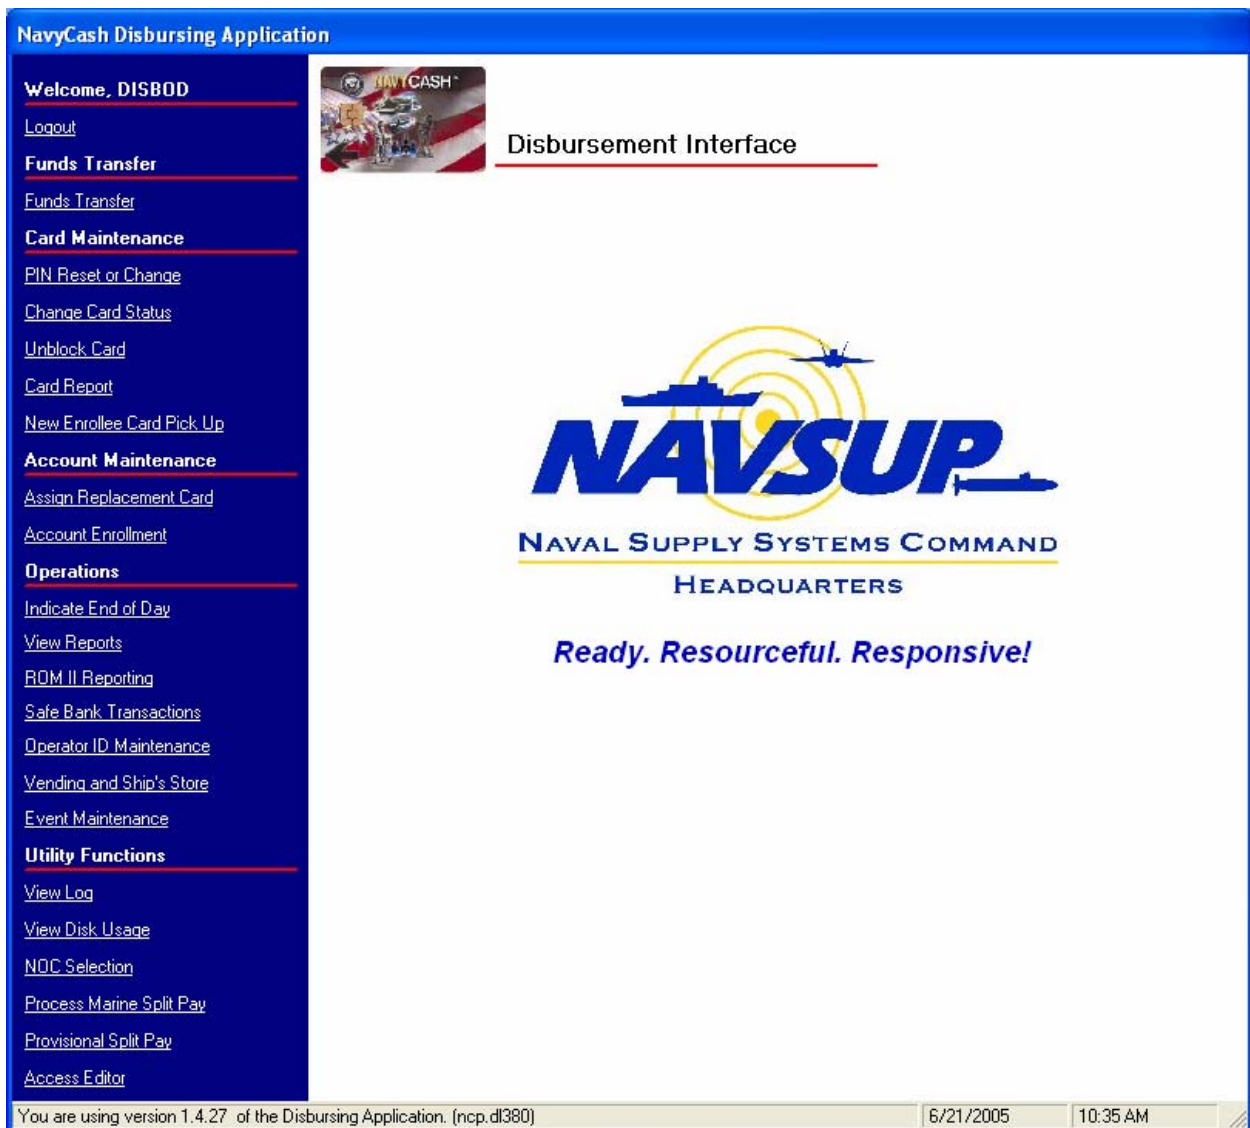 NavyCash Disbursing Application
Welcome, DISBOD
Logout
Funds Transfer
Funds Transfer
Card Maintenance
PIN Reset or Change
Change Card Status
Unblock Card
Card Report
New Enrollee Card Pick Up
Account Maintenance
Assign Replacement Card
Account Enrollment
Operations
Indicate End of Day
View Reports
ROM II Reporting
Safe Bank Transactions
Operator ID Maintenance
Vending and Ship's Store
Event Maintenance
Utility Functions
View Log
View Disk Usage
NOC Selection
Process Marine Split Pay
Provisional Split Pay
Access Editor
NAVYCASH™
Disbursement Interface
NAVSUP
NAVAL SUPPLY SYSTEMS COMMAND
HEADQUARTERS
Ready. Resourceful. Responsive!
You are using version 1.4.27 of the Disbursing Application. (ncp.dl380)
6/21/2005
10:35 AM